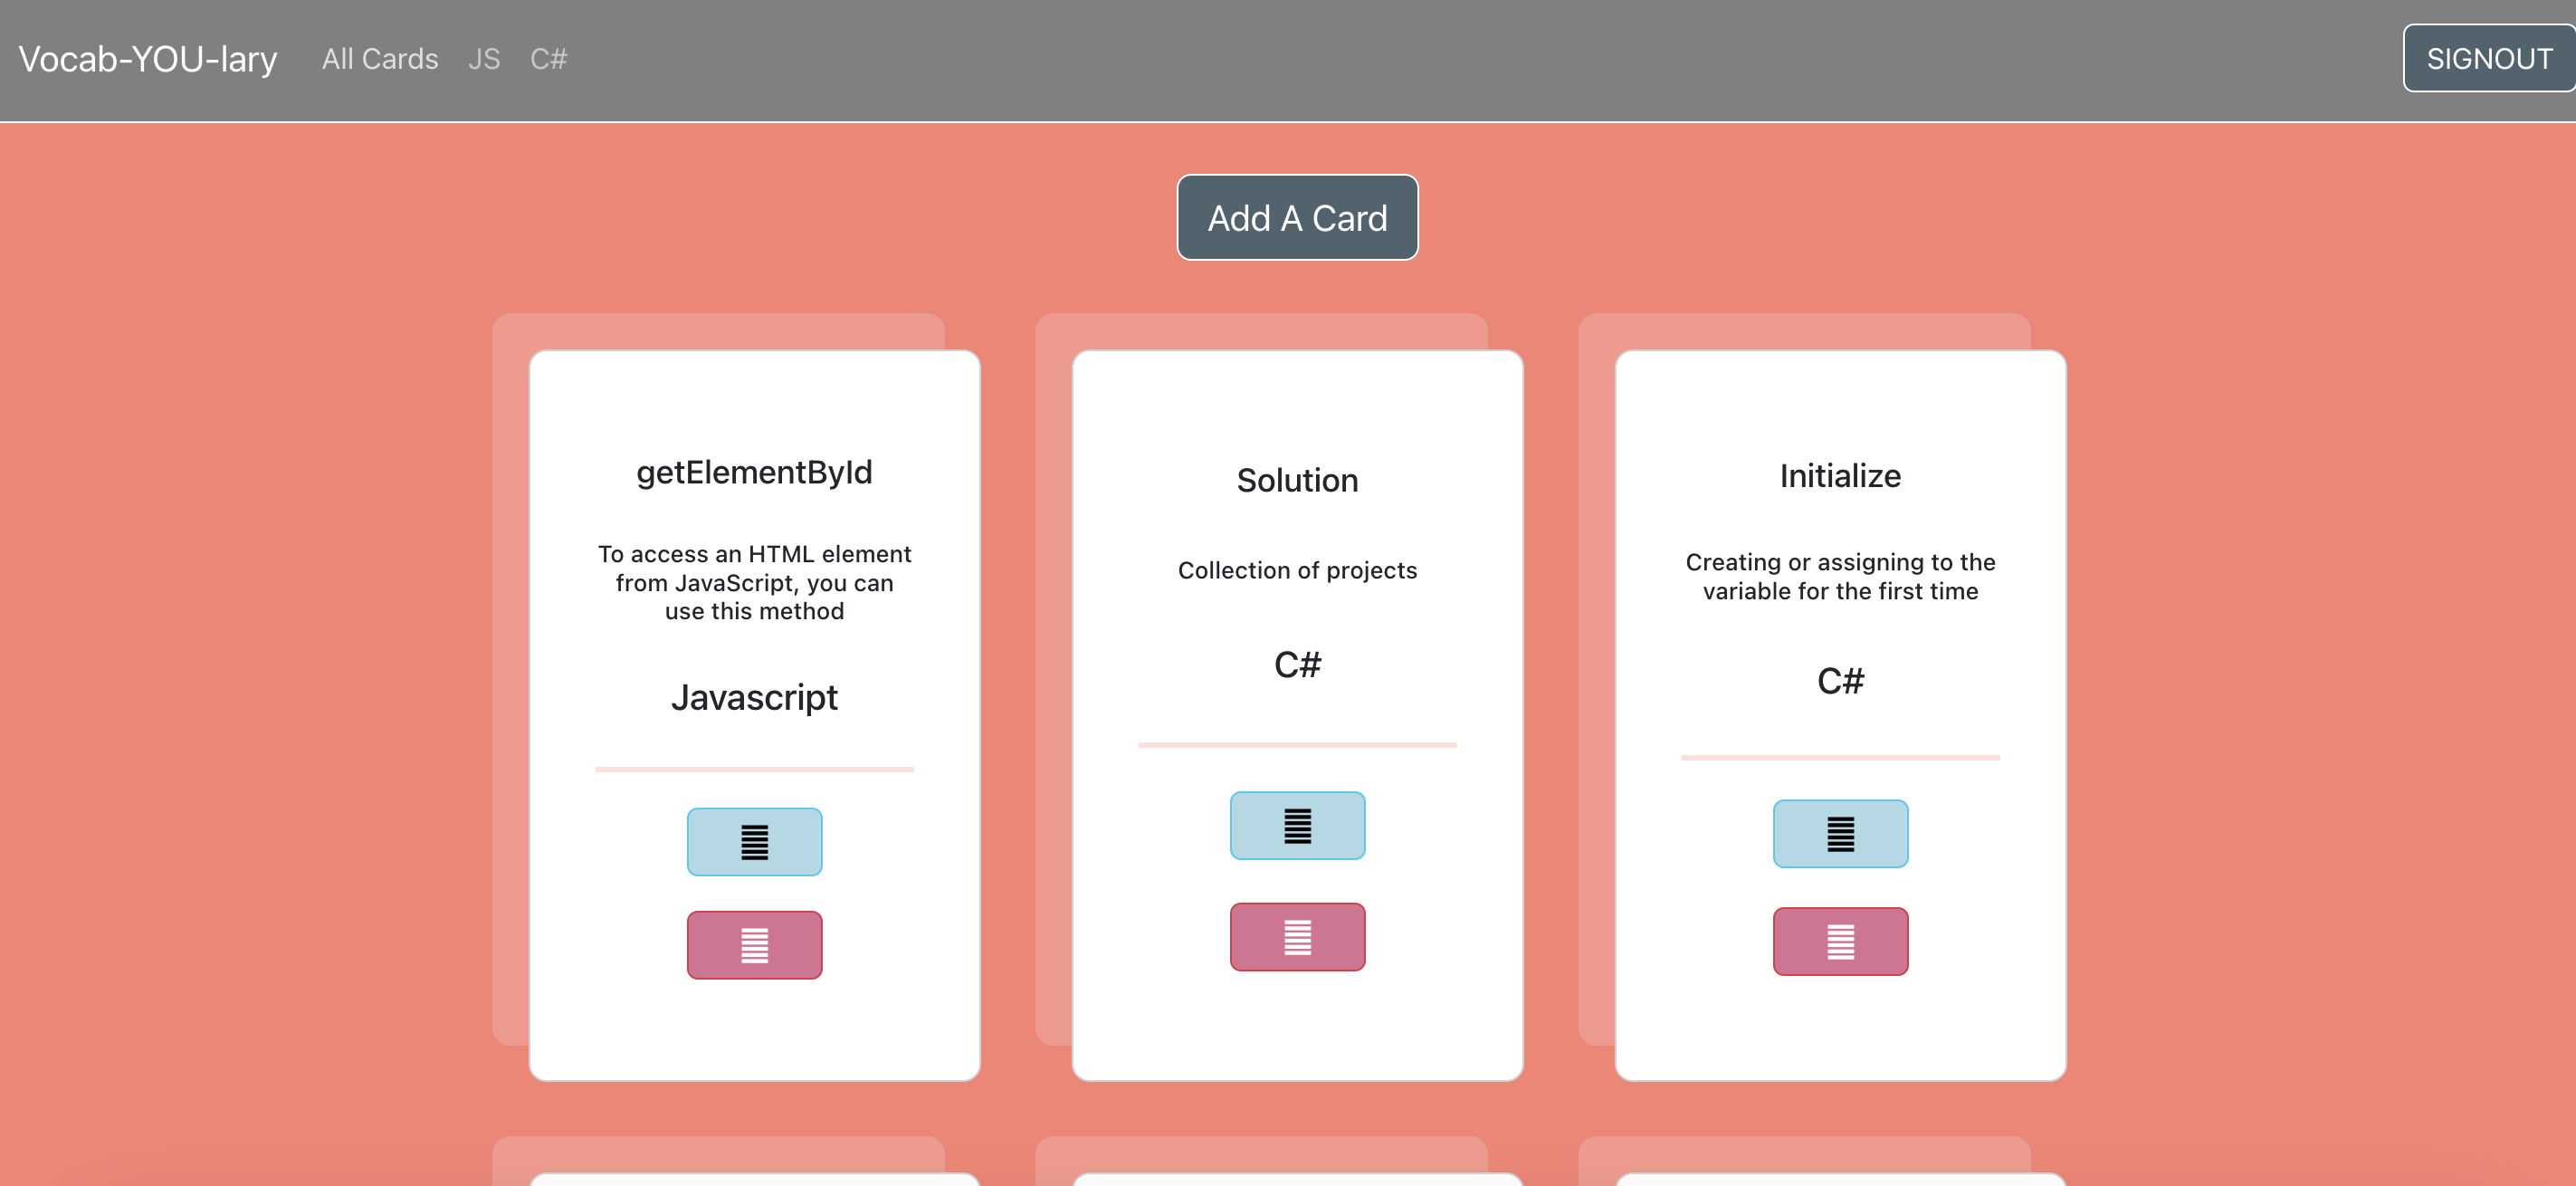 Vocab-YOU-lary All Cards JS C# SIGNOUT
Add A Card
getElementById
To access an HTML element
from JavaScript, you can
use this method
Javascript
Solution
Collection of projects
C#
Initialize
Creating or assigning to the
variable for the first time
C#